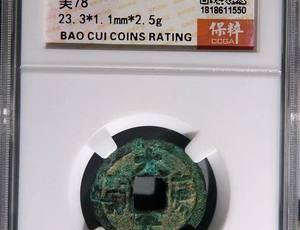 美78
1818611550
23.3*1.1mm*2.5g
保粹
BAO CUI COINS RATING
CCGA